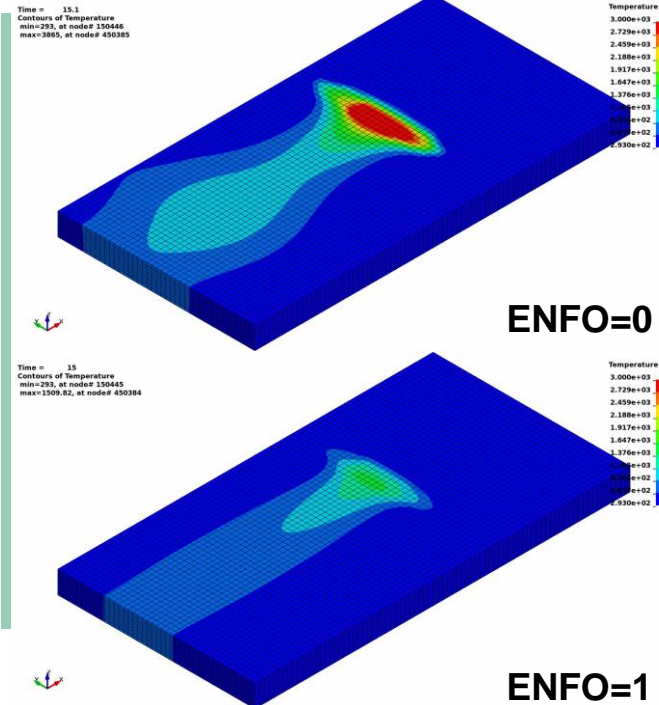 Time = 15.1
Contours of Temperature
min=293, at node# 150446
max=3865, at node# 450385
Temperature
3.000e+03
2.729e+03
2.459e+03
2.188e+03
1.917e+03
1.647e+03
1.376e+03
2.930e+02
ENFO=0
Time = 15
Contours of Temperature
min=293, at node# 150445
max=1509.82, at node# 450384
Temperature
3.000e+03
2.729e+03
2.459e+03
2.188e+03
1.917e+03
1.647e+03
1.376e+03
2.930e+02
ENFO=1